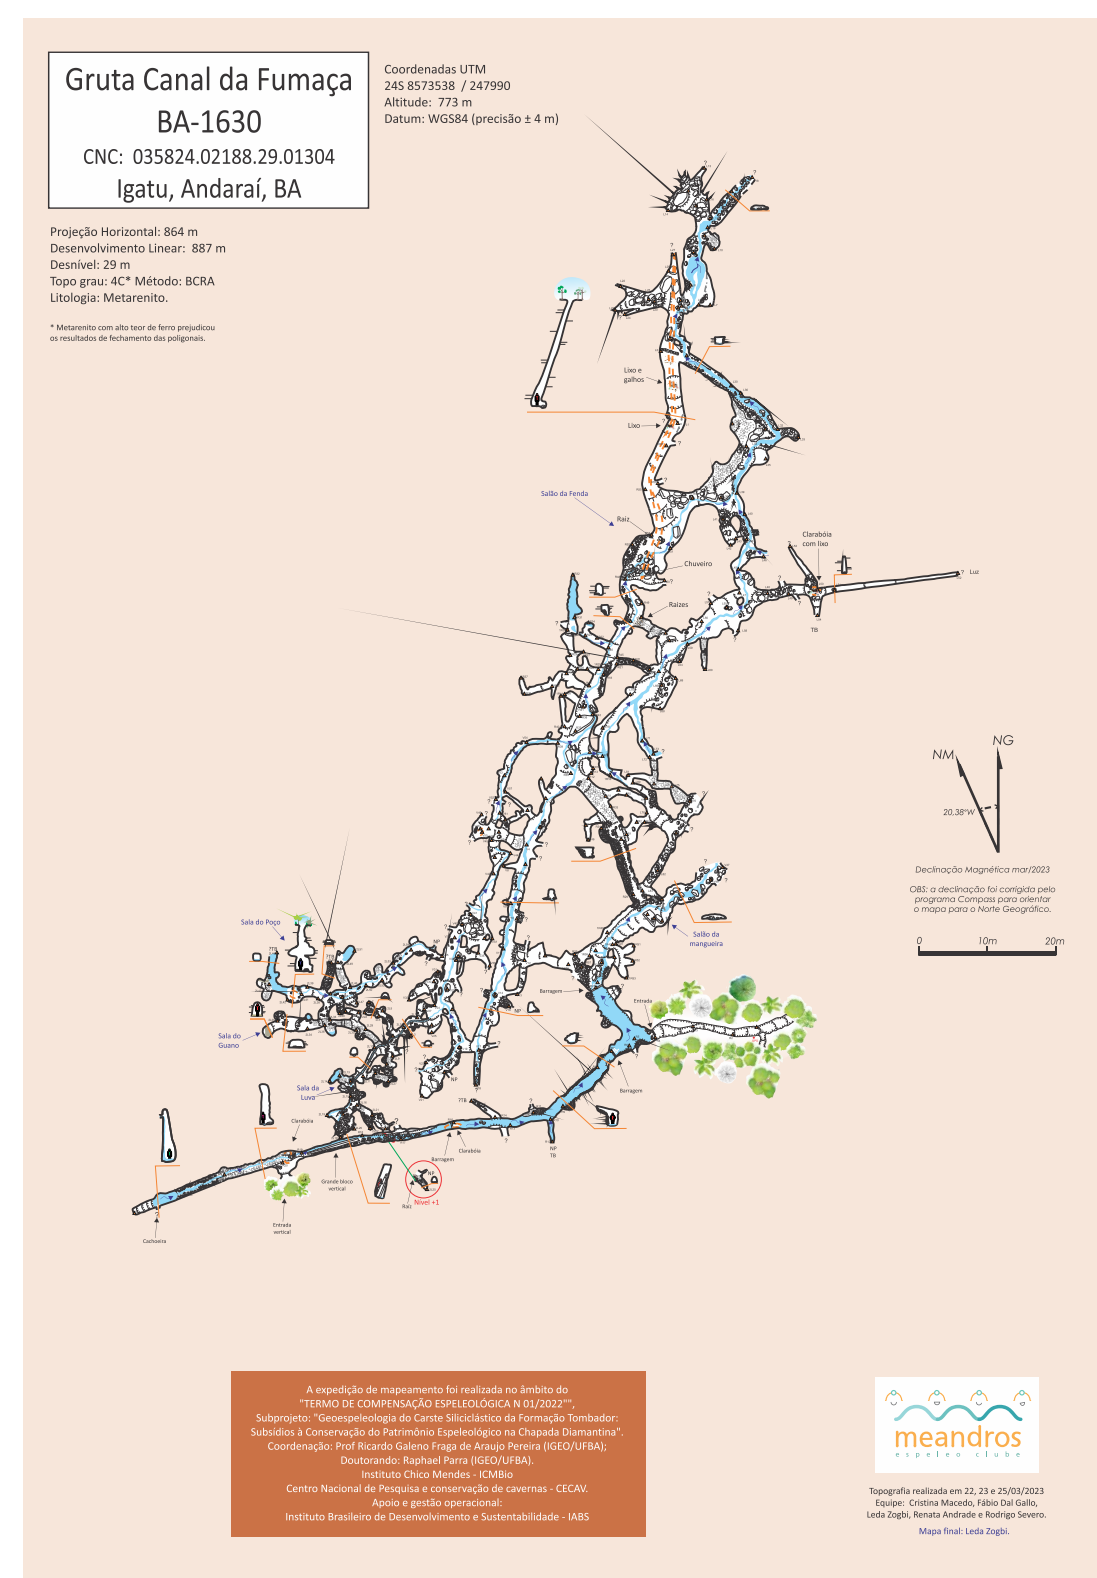 Gruta Canal da Fumaça
BA-1630
CNC: 035824.02188.29.01304
Igatu, Andaraí, BA
Coordenadas UTM
24S 8573538 / 247990
Altitude: 773 m
Datum: WGS84 (precisão ± 4 m)
Projeção Horizontal: 864 m
Desenvolvimento Linear: 887 m
Desnível: 29 m
Topo grau: 4C* Método: BCRA
Litologia: Metarenito.
* Metarenito com alto teor de ferro prejudicou
os resultados de fechamento das poligonais.
Lixo e
galhos
Lixo
Salão da Fenda
Raiz
Chuveiro
Clarabóia
com lixo
Luz
Raízes
TB
NM
NG
20,38°W
Declinação Magnética mar/2023
OBS: a declinação foi corrigida pelo
programa Compass para orientar
o mapa para o Norte Geográfico.
0 10m 20m
Sala do Poço
?TB
?TB
NP
Salão da
mangueira
Barragem
Entrada
NP
Sala do
Guano
NP
Sala da
Luva
?TB
Barragem
Clarabóia
NP
TB
Clarabóia
Barragem
Grande bloco
vertical
NP
Nível +1
Raiz
Entrada
vertical
Cachoeira
A expedição de mapeamento foi realizada no âmbito do
"TERMO DE COMPENSAÇÃO ESPELEOLÓGICA N 01/2022"",
Subprojeto: "Geoespeleologia do Carste Siliciclástico da Formação Tombador:
Subsídios à Conservação do Patrimônio Espeleológico na Chapada Diamantina".
Coordenação: Prof Ricardo Galeno Fraga de Araujo Pereira (IGEO/UFBA);
Doutorando: Raphael Parra (IGEO/UFBA).
Instituto Chico Mendes - ICMBio
Centro Nacional de Pesquisa e conservação de cavernas - CECAV.
Apoio e gestão operacional:
Instituto Brasileiro de Desenvolvimento e Sustentabilidade - IABS
meandros
espeleo clube
Topografia realizada em 22, 23 e 25/03/2023
Equipe: Cristina Macedo, Fábio Dal Gallo,
Leda Zogbi, Renata Andrade e Rodrigo Severo.
Mapa final: Leda Zogbi.